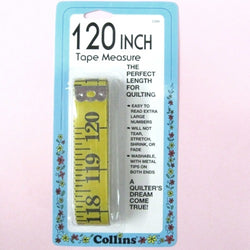 120 INCH
Tape Measure
THE
PERFECT
LENGTH
FOR
QUILTING
• EASY
TO READ EXTRA
LARGE
NUMBERS
• WILL NOT
TEAR,
STRETCH,
SHRINK, OR
FADE
• WASHABLE,
WITH METAL
TIPS ON
BOTH ENDS
A
QUILTER'S
DREAM
COME
TRUE!
120
119
118
Collins